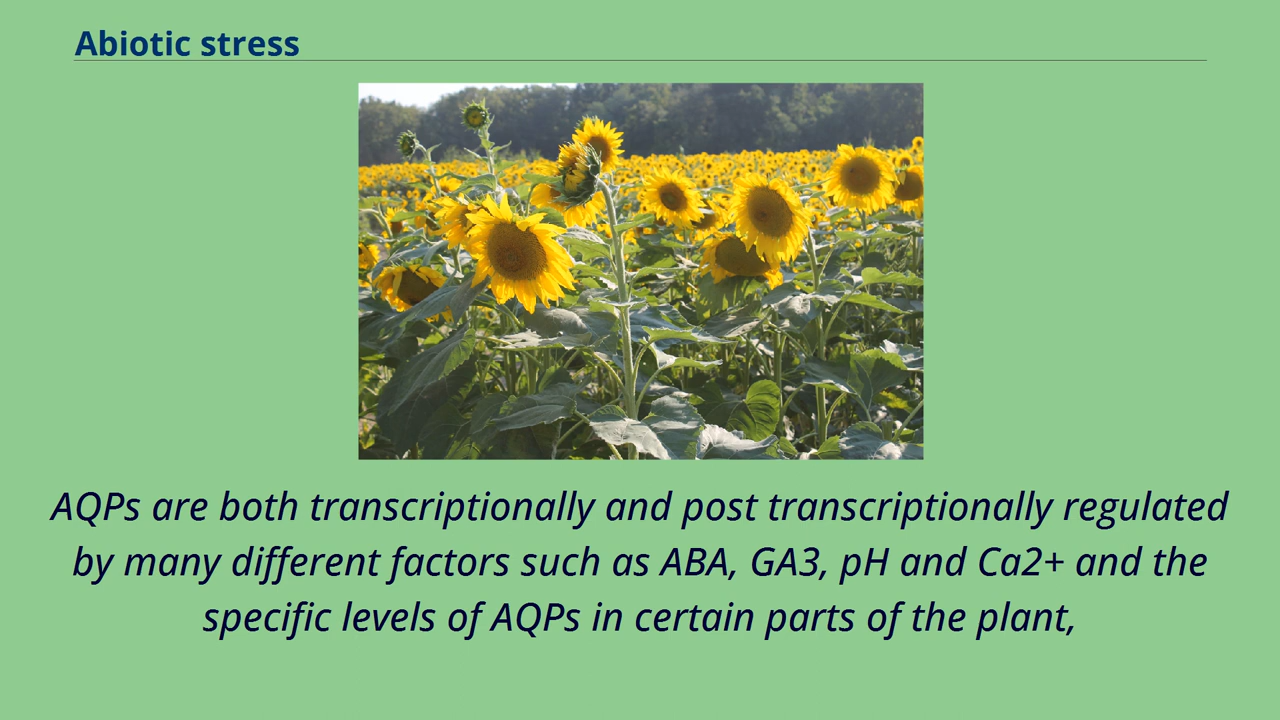 Abiotic stress
AQPs are both transcriptionally and post transcriptionally regulated
by many different factors such as ABA, GA3, pH and Ca2+ and the
specific levels of AQPs in certain parts of the plant,